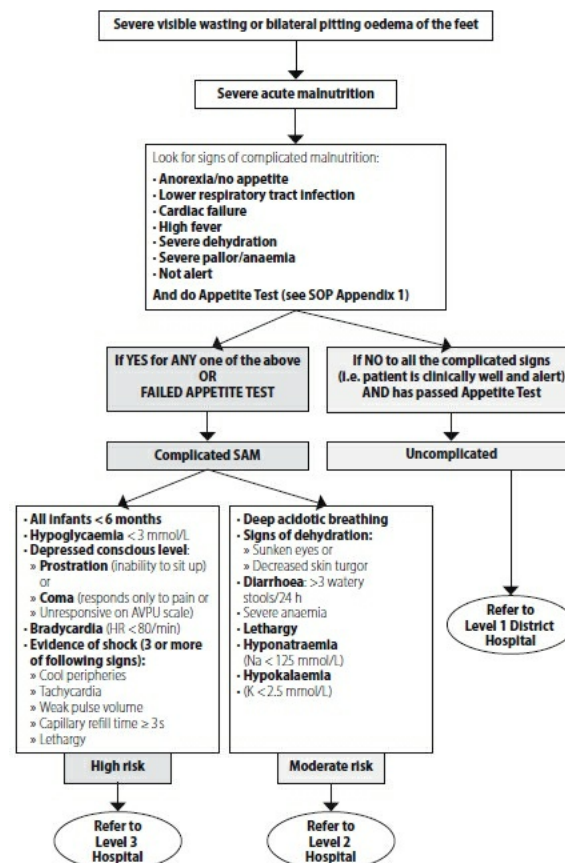 Severe visible wasting or bilateral pitting oedema of the feet
Severe acute malnutrition
Look for signs of complicated malnutrition:
· Anorexia/no appetite
· Lower respiratory tract infection
· Cardiac failure
· High fever
· Severe dehydration
· Severe pallor/anaemia
· Not alert
And do Appetite Test (see SOP Appendix 1)
If YES for ANY one of the above
OR
FAILED APPETITE TEST
If NO to all the complicated signs
(i.e. patient is clinically well and alert)
AND has passed Appetite Test
Complicated SAM
Uncomplicated
· All infants < 6 months
· Hypoglycaemia < 3 mmol/L
· Depressed conscious level:
» Prostration (inability to sit up)
or
» Coma (responds only to pain or
» Unresponsive on AVPU scale)
· Bradycardia (HR < 80/min)
· Evidence of shock (3 or more
of following signs):
» Cool peripheries
» Tachycardia
» Weak pulse volume
» Capillary refill time ≥ 3 s
» Lethargy
High risk
Refer to
Level 3
Hospital
· Deep acidotic breathing
· Signs of dehydration:
» Sunken eyes or
» Decreased skin turgor
· Diarrhoea: >3 watery
stools/24 h
· Severe anaemia
· Lethargy
· Hyponatraemia
(Na < 125 mmol/L)
· Hypokalaemia
· (K < 2.5 mmol/L)
Moderate risk
Refer to
Level 2
Hospital
Refer to
Level 1 District
Hospital